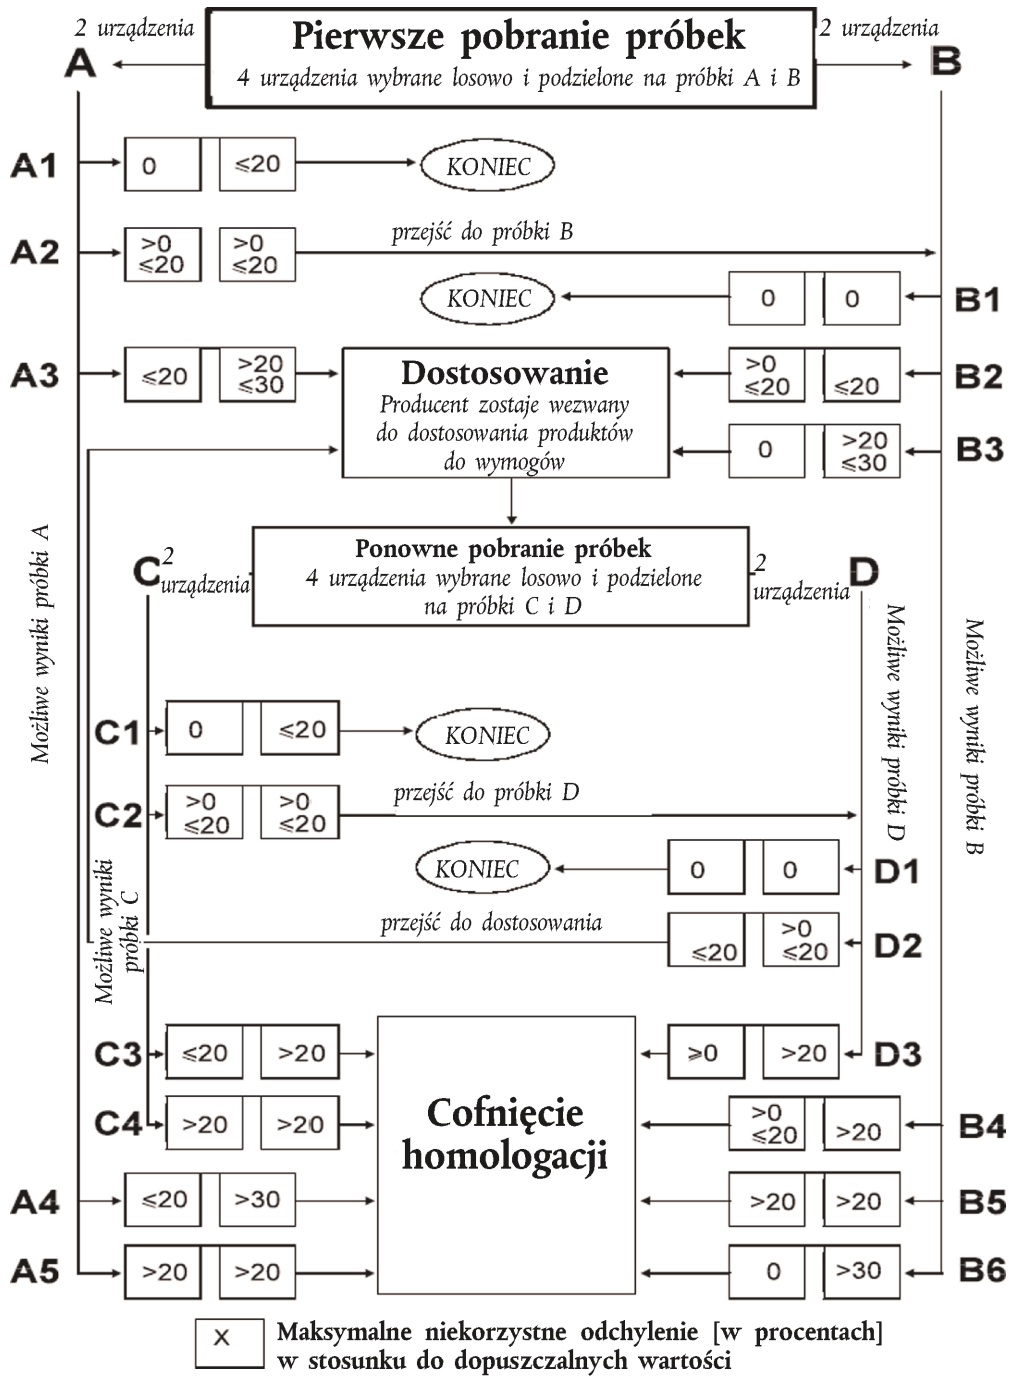 2 urządzenia
Pierwsze pobranie próbek
2 urządzenia
A
4 urządzenia wybrane losowo i podzielone na próbki A i B
B
A1
0
⩽20
KONIEC
A2
>0
⩽20
>0
⩽20
przejść do próbki B
KONIEC
0
0
B1
A3
⩽20
>20
⩽30
Dostosowanie
Producent zostaje wezwany
do dostosowania produktów
do wymogów
>0
⩽20
⩽20
B2
0
>20
⩽30
B3
C
2
urządzenia
Ponowne pobranie próbek
4 urządzenia wybrane losowo i podzielone
na próbki C i D
2
urządzenia
D
Możliwe wyniki próbki A
Możliwe wyniki próbki D
Możliwe wyniki próbki B
C1
0
⩽20
KONIEC
C2
>0
⩽20
>0
⩽20
przejść do próbki D
KONIEC
0
0
D1
Możliwe wyniki
próbki C
przejść do dostosowania
⩽20
>0
⩽20
D2
C3
⩽20
>20
Cofnięcie
homologacji
⩾0
>20
D3
C4
>20
>20
>0
⩽20
>20
B4
A4
⩽20
>30
>20
>20
B5
A5
>20
>20
0
>30
B6
X
Maksymalne niekorzystne odchylenie [w procentach]
w stosunku do dopuszczalnych wartości